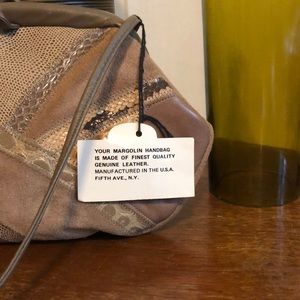 YOUR MARGOLIN HANDBAG
IS MADE OF FINEST QUALITY
GENUINE LEATHER.
MANUFACTURED IN THE U.S.A.
FIFTH AVE., N.Y.